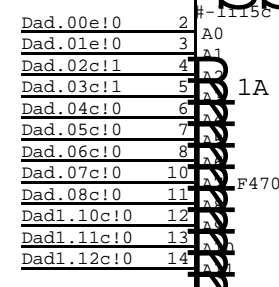 #-1115c
Dad.00e!0 2 A0
Dad.01e!0 3 A1
Dad.02c!1 4 A2
Dad.03c!1 5 1A
Dad.04c!0 6
Dad.05c!0 7
Dad.06c!0 8
Dad.07c!0 10 F470
Dad.08c!0 11
Dad1.10c!0 12
Dad1.11c!0 13
Dad1.12c!0 14